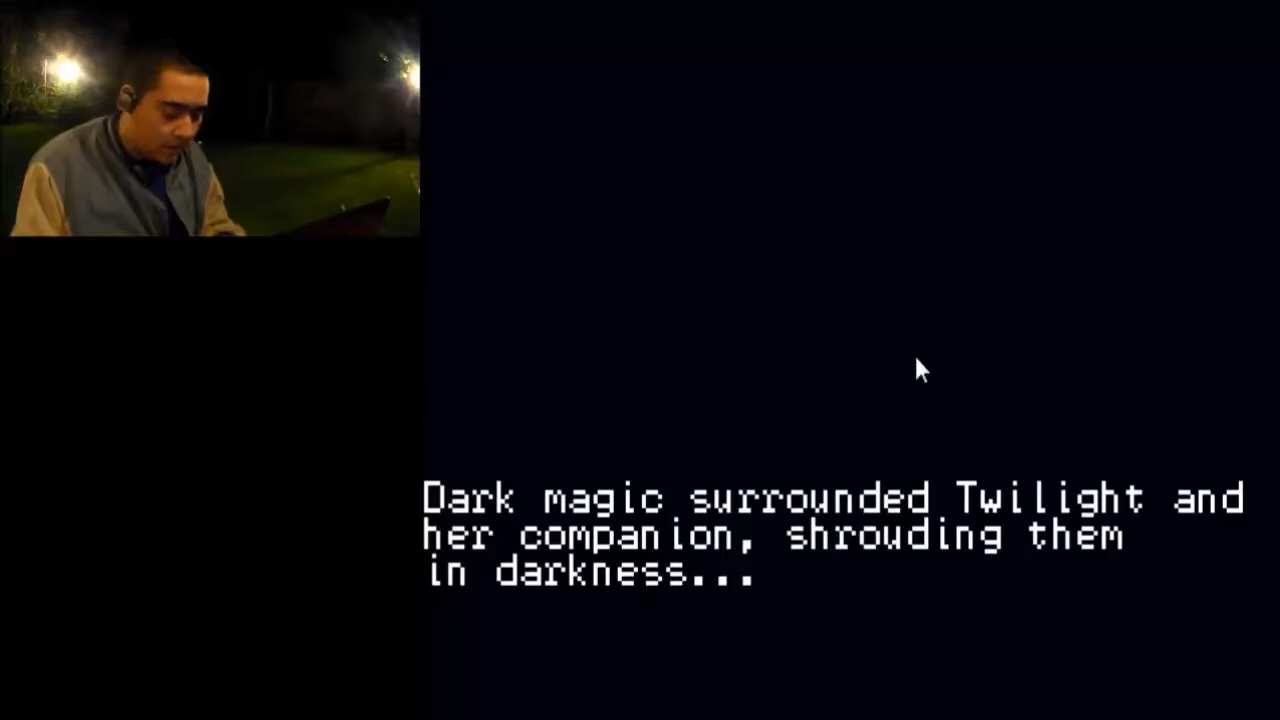 Dark magic surrounded Twilight and
her companion, shrouding them
in darkness...